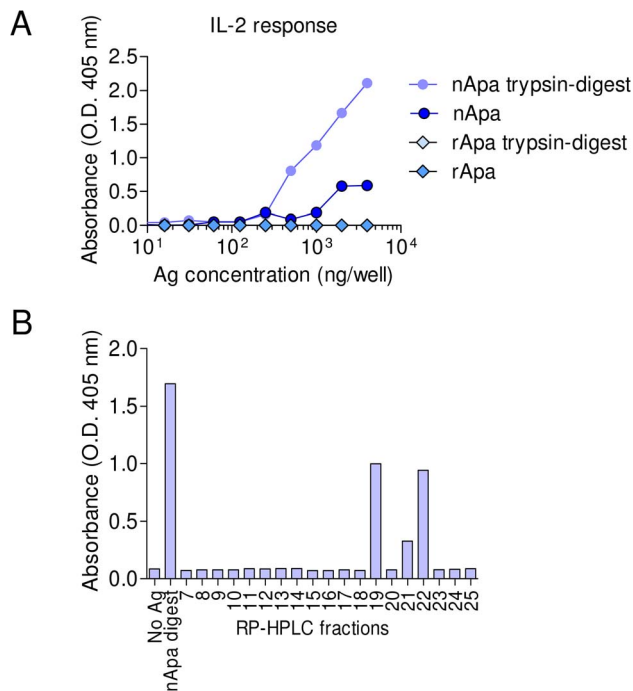 A
IL-2 response
Absorbance (O.D. 405 nm)
2.5
2.0
1.5
1.0
0.5
0.0
10¹ 10² 10³ 10⁴
Ag concentration (ng/well)
nApa trypsin-digest
nApa
rApa trypsin-digest
rApa
B
Absorbance (O.D. 405 nm)
2.0
1.5
1.0
0.5
0.0
No Ag
nApa digest
7
8
9
10
11
12
13
14
15
16
17
18
19
20
21
22
23
24
25
RP-HPLC fractions